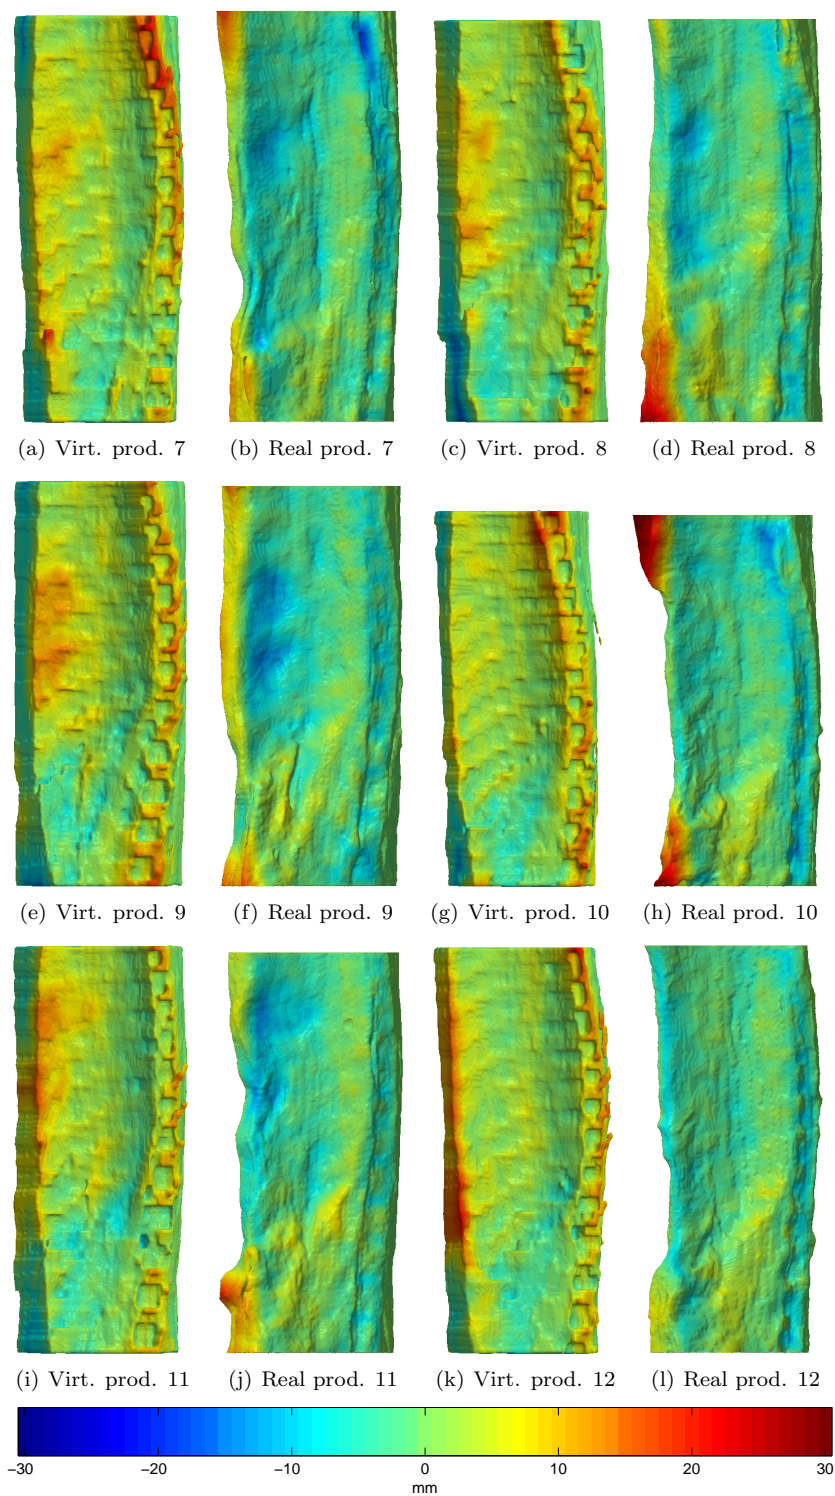 (a) Virt. prod. 7 (b) Real prod. 7 (c) Virt. prod. 8 (d) Real prod. 8
(e) Virt. prod. 9 (f) Real prod. 9 (g) Virt. prod. 10 (h) Real prod. 10
(i) Virt. prod. 11 (j) Real prod. 11 (k) Virt. prod. 12 (l) Real prod. 12
−30 −20 −10 0 10 20 30
mm